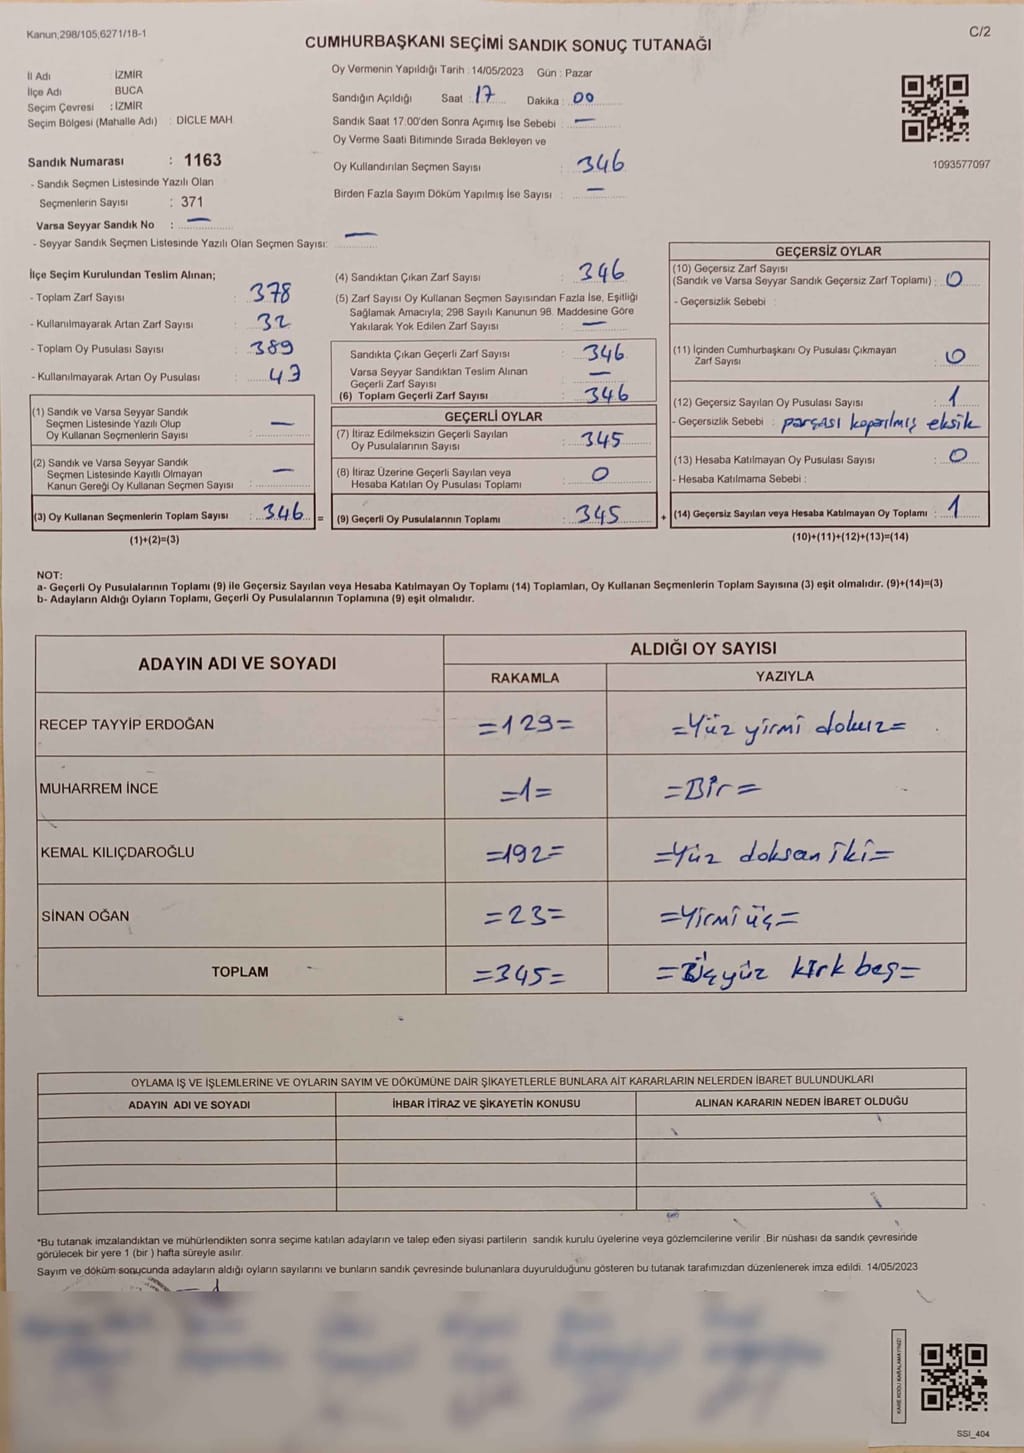 Kanun,298/105,6271/18-1
C/2
CUMHURBAŞKANI SEÇİMİ SANDIK SONUÇ TUTANAĞI
İl Adı : İZMİR
İlçe Adı : BUCA
Seçim Çevresi : İZMİR
Seçim Bölgesi (Mahalle Adı) : DİCLE MAH.
Sandık Numarası : 1163
- Sandık Seçmen Listesinde Yazılı Olan
Seçmenlerin Sayısı : 371
Varsa Seyyar Sandık No : —
- Seyyar Sandık Seçmen Listesinde Yazılı Olan Seçmen Sayısı: —
Oy Vermenin Yapıldığı Tarih : 14/05/2023 Gün : Pazar
Sandığın Açıldığı Saat : 17 Dakika : 00
Sandık Saat 17:00'den Sonra Açımış İse Sebebi : —
Oy Verme Saati Bitiminde Sırada Bekleyen ve
Oy Kullandırılan Seçmen Sayısı : 346
Birden Fazla Sayım Döküm Yapılmış İse Sayısı : —
1093577097
İlçe Seçim Kurulundan Teslim Alınan;
- Toplam Zarf Sayısı : 378
- Kullanılmayarak Artan Zarf Sayısı : 32
- Toplam Oy Pusulası Sayısı : 389
- Kullanılmayarak Artan Oy Pusulası : 43
(1) Sandık ve Varsa Seyyar Sandık
Seçmen Listesinde Yazılı Olup
Oy Kullanan Seçmenlerin Sayısı : —
(2) Sandık ve Varsa Seyyar Sandık
Seçmen Listesinde Kayıtlı Olmayan
Kanun Gereği Oy Kullanan Seçmen Sayısı : —
(3) Oy Kullanan Seçmenlerin Toplam Sayısı : 346 =
(1)+(2)=(3)
(4) Sandıktan Çıkan Zarf Sayısı : 346
(5) Zarf Sayısı Oy Kullanan Seçmen Sayısından Fazla İse, Eşitliği
Sağlamak Amacıyla; 298 Sayılı Kanunun 98. Maddesine Göre
Yakılarak Yok Edilen Zarf Sayısı : —
Sandıkta Çıkan Geçerli Zarf Sayısı : 346
Varsa Seyyar Sandıktan Teslim Alınan
Geçerli Zarf Sayısı : —
(6) Toplam Geçerli Zarf Sayısı : 346
GEÇERLİ OYLAR
(7) İtiraz Edilmeksizin Geçerli Sayılan
Oy Pusulalarının Sayısı : 345
(8) İtiraz Üzerine Geçerli Sayılan veya
Hesaba Katılan Oy Pusulası Toplamı : 0
(9) Geçerli Oy Pusulalarının Toplamı : 345 +
GEÇERSİZ OYLAR
(10) Geçersiz Zarf Sayısı
(Sandık ve Varsa Seyyar Sandık Geçersiz Zarf Toplamı) : 0
- Geçersizlik Sebebi :
(11) İçinden Cumhurbaşkanı Oy Pusulası Çıkmayan
Zarf Sayısı : 0
(12) Geçersiz Sayılan Oy Pusulası Sayısı : 1
- Geçersizlik Sebebi : parçası koparılmış eksik
(13) Hesaba Katılmayan Oy Pusulası Sayısı : 0
- Hesaba Katılmama Sebebi :
(14) Geçersiz Sayılan veya Hesaba Katılmayan Oy Toplamı : 1
(10)+(11)+(12)+(13)=(14)
NOT:
a- Geçerli Oy Pusulalarının Toplamı (9) ile Geçersiz Sayılan veya Hesaba Katılmayan Oy Toplamı (14) Toplamları, Oy Kullanan Seçmenlerin Toplam Sayısına (3) eşit olmalıdır. (9)+(14)=(3)
b- Adayların Aldığı Oyların Toplamı, Geçerli Oy Pusulalarının Toplamına (9) eşit olmalıdır.
ADAYIN ADI VE SOYADI
ALDIĞI OY SAYISI
RAKAMLA YAZIYLA
RECEP TAYYİP ERDOĞAN =129= =Yüz yirmi dokuz=
MUHARREM İNCE =1= =Bir=
KEMAL KILIÇDAROĞLU =192= =Yüz doksan iki=
SİNAN OĞAN =23= =Yirmi üç=
TOPLAM =345= =Üçyüz kırk beş=
OYLAMA İŞ VE İŞLEMLERİNE VE OYLARIN SAYIM VE DÖKÜMÜNE DAİR ŞİKAYETLERLE BUNLARA AİT KARARLARIN NELERDEN İBARET BULUNDUKLARI
ADAYIN ADI VE SOYADI İHBAR İTİRAZ VE ŞİKAYETİN KONUSU ALINAN KARARIN NEDEN İBARET OLDUĞU
*Bu tutanak imzalandıktan ve mühürlendikten sonra seçime katılan adayların ve talep eden siyasi partilerin sandık kurulu üyelerine veya gözlemcilerine verilir .Bir nüshası da sandık çevresinde
görülecek bir yere 1 (bir ) hafta süreyle asılır.
Sayım ve döküm sonucunda adayların aldığı oyların sayılarını ve bunların sandık çevresinde bulunanlara duyurulduğunu gösteren bu tutanak tarafımızdan düzenlenerek imza edildi. 14/05/2023
KARE KODU KARALAMAYINIZ!
SSI_404